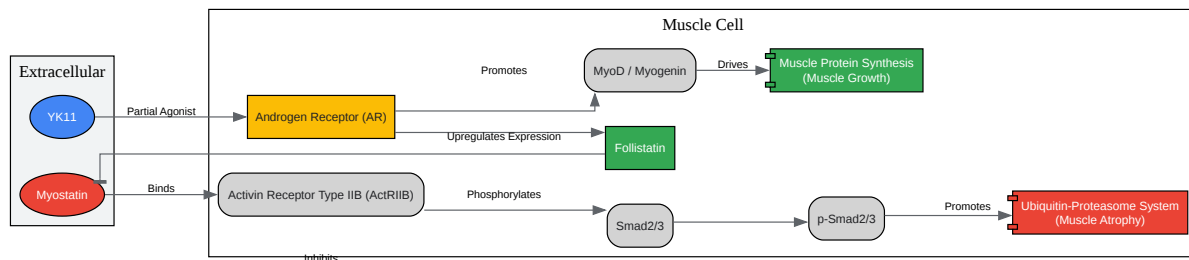 Muscle Cell
Extracellular
YK11
Partial Agonist
Androgen Receptor (AR)
Promotes
MyoD / Myogenin
Drives
Muscle Protein Synthesis
(Muscle Growth)
Upregulates Expression
Follistatin
Myostatin
Binds
Activin Receptor Type IIB (ActRIIB)
Phosphorylates
Smad2/3
p-Smad2/3
Promotes
Ubiquitin-Proteasome System
(Muscle Atrophy)
Inhibits